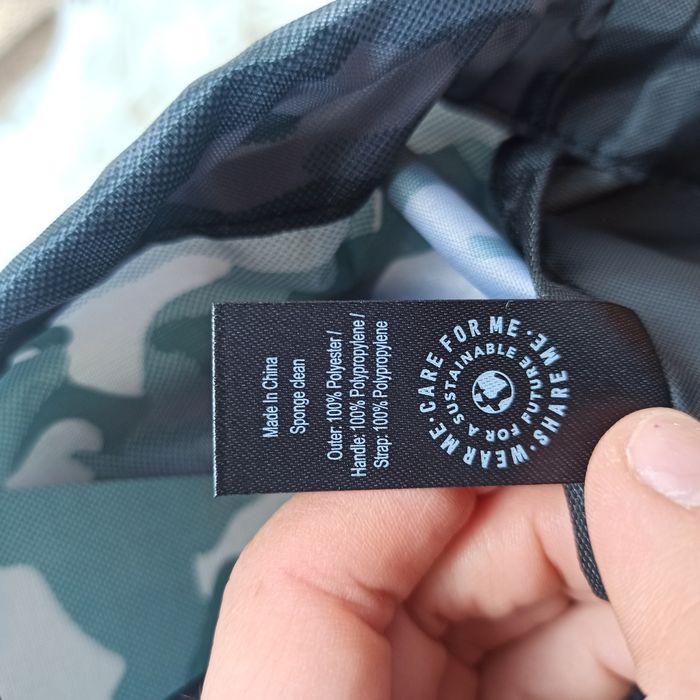 CARE FOR ME · SHARE ME · WEAR ME ·
FOR A SUSTAINABLE FUTURE
Outer: 100% Polyester /
Handle: 100% Polypropylene /
Strap: 100% Polypropylene
Made In China
Sponge clean